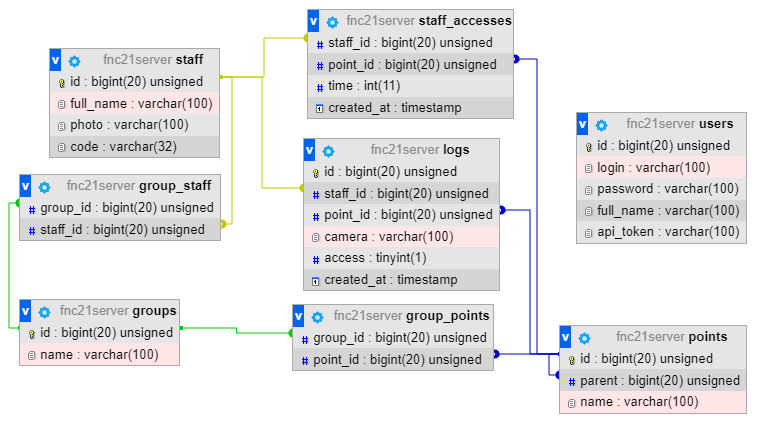 v fnc21server staff
id : bigint(20) unsigned
full_name : varchar(100)
photo : varchar(100)
code : varchar(32)
v fnc21server staff_accesses
# staff_id : bigint(20) unsigned
# point_id : bigint(20) unsigned
# time : int(11)
created_at : timestamp
v fnc21server logs
id : bigint(20) unsigned
# staff_id : bigint(20) unsigned
# point_id : bigint(20) unsigned
camera : varchar(100)
# access : tinyint(1)
created_at : timestamp
v fnc21server users
id : bigint(20) unsigned
login : varchar(100)
password : varchar(100)
full_name : varchar(100)
api_token : varchar(100)
v fnc21server group_staff
# group_id : bigint(20) unsigned
# staff_id : bigint(20) unsigned
v fnc21server groups
id : bigint(20) unsigned
name : varchar(100)
v fnc21server group_points
# group_id : bigint(20) unsigned
# point_id : bigint(20) unsigned
v fnc21server points
id : bigint(20) unsigned
# parent : bigint(20) unsigned
name : varchar(100)